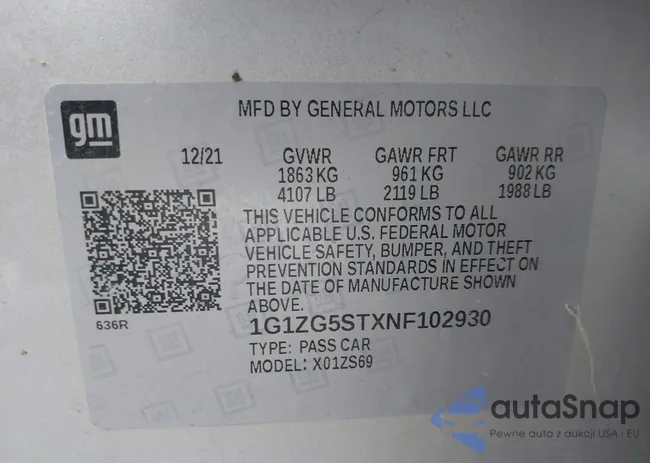 gm
MFD BY GENERAL MOTORS LLC
12/21 GVWR GAWR FRT GAWR RR
1863 KG 961 KG 902 KG
4107 LB 2119 LB 1988 LB
THIS VEHICLE CONFORMS TO ALL
APPLICABLE U.S. FEDERAL MOTOR
VEHICLE SAFETY, BUMPER, AND THEFT
PREVENTION STANDARDS IN EFFECT ON
THE DATE OF MANUFACTURE SHOWN
ABOVE.
636R
1G1ZG5STXNF102930
TYPE: PASS CAR
MODEL: X01ZS69
autaSnap
Pewne auta z aukcji USA i EU